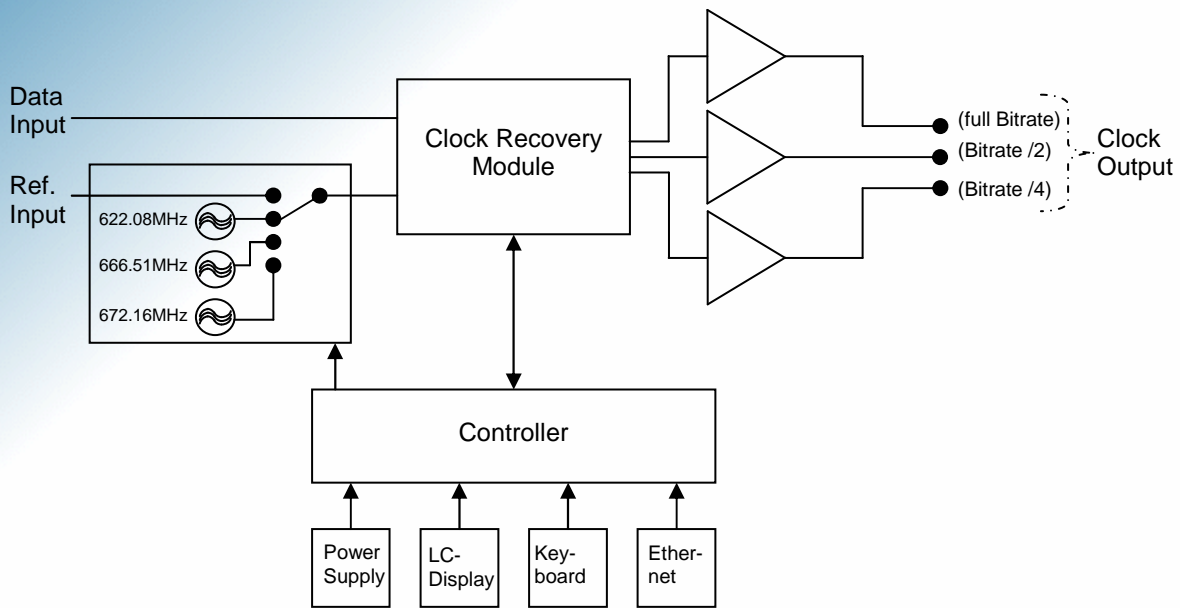 Data
Input
Ref.
Input
622.08MHz
666.51MHz
672.16MHz
Clock Recovery
Module
(full Bitrate)
(Bitrate /2)
(Bitrate /4)
Clock
Output
Controller
Power
Supply
LC-
Display
Key-
board
Ether-
net